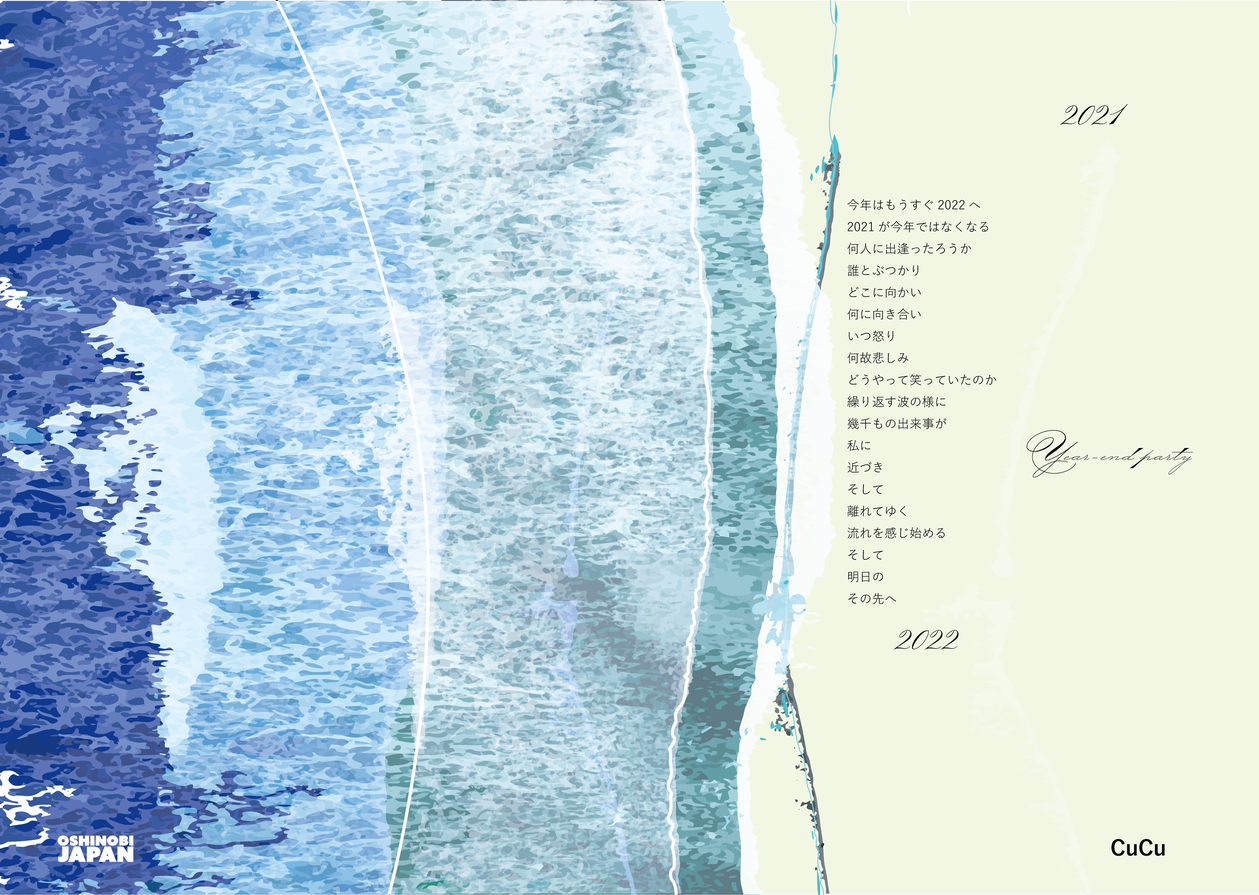 2021
今年はもうすぐ 2022 へ
2021 が今年ではなくなる
何人に出逢ったろうか
誰とぶつかり
どこに向かい
何に向き合い
いつ怒り
何故悲しみ
どうやって笑っていたのか
繰り返す波の様に
幾千もの出来事が
私に
近づき
そして
離れてゆく
流れを感じ始める
そして
明日の
その先へ
Year-end party
2022
OSHINOBI
JAPAN
CuCu